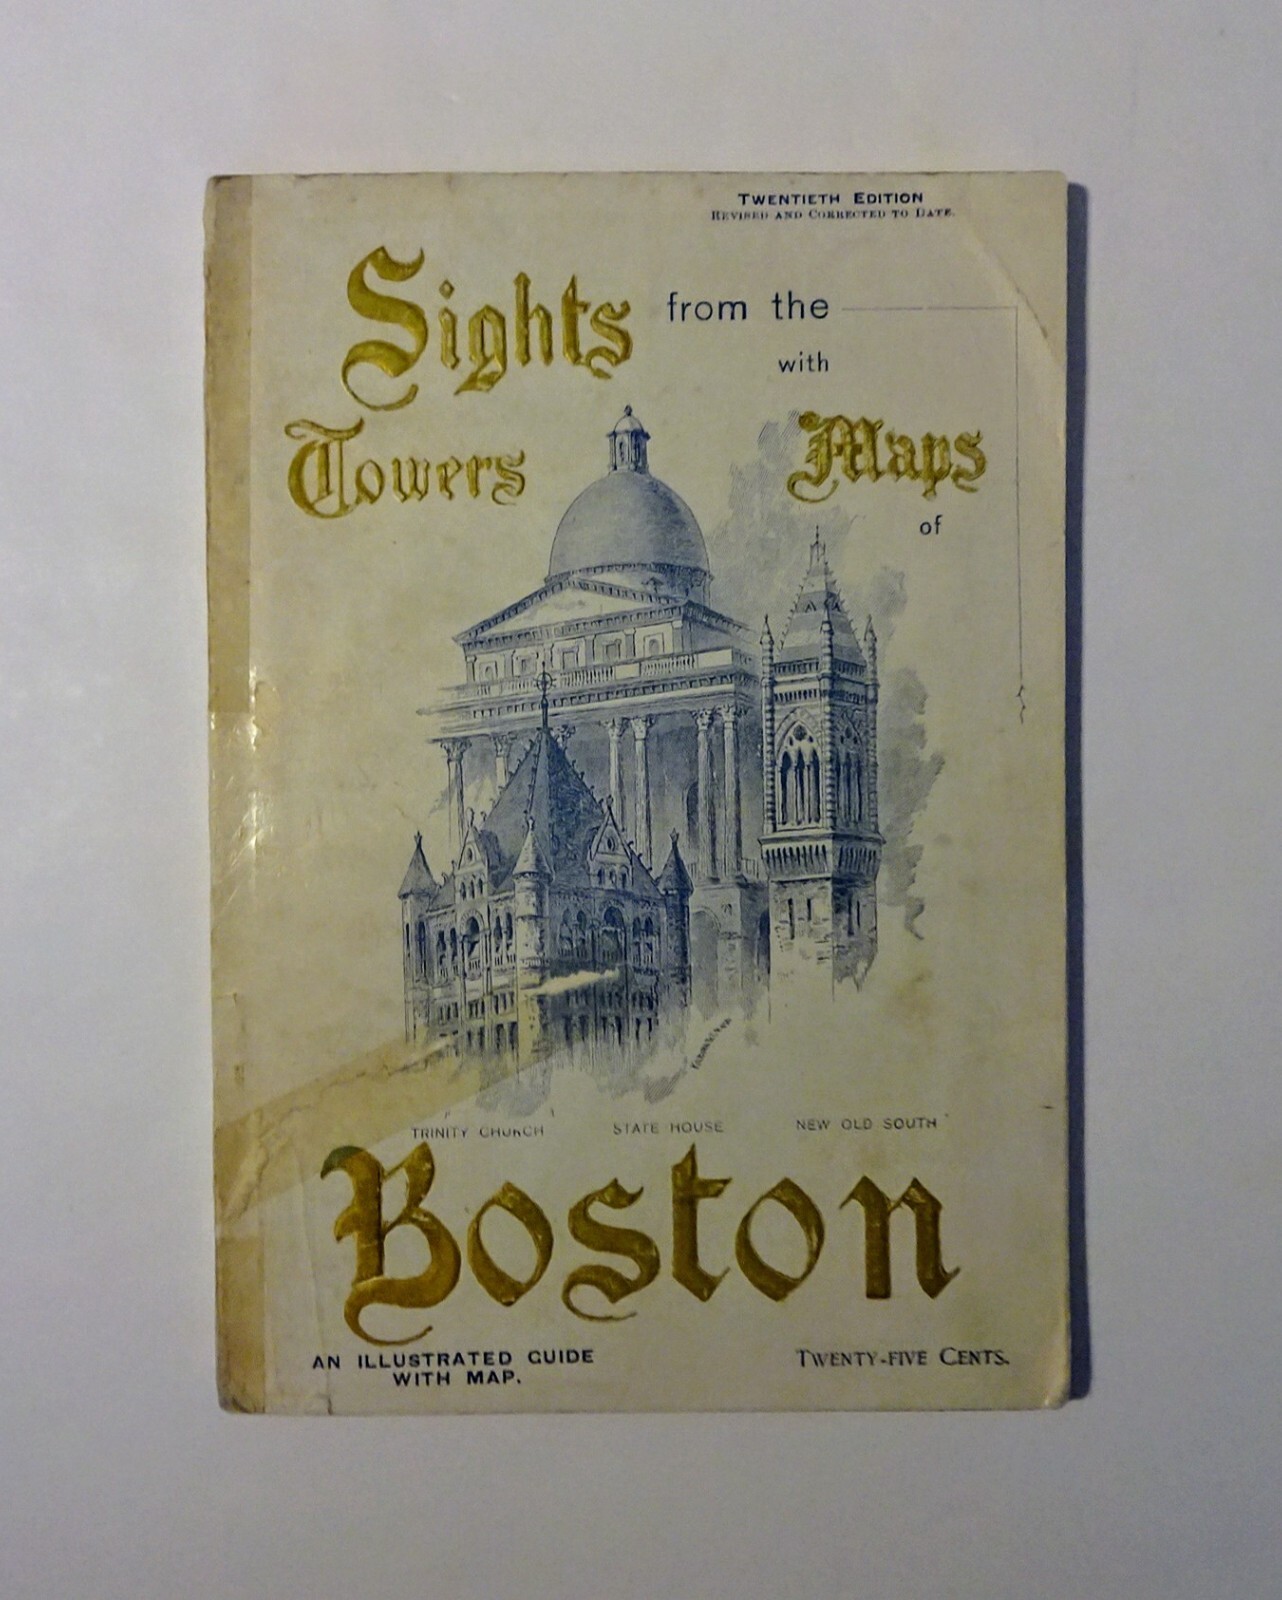 TWENTIETH EDITION
REVISED AND CORRECTED TO DATE.
Sights from the
with
Towers Maps
of
TRINITY CHURCH STATE HOUSE NEW OLD SOUTH
Boston
AN ILLUSTRATED GUIDE
WITH MAP.
TWENTY-FIVE CENTS.